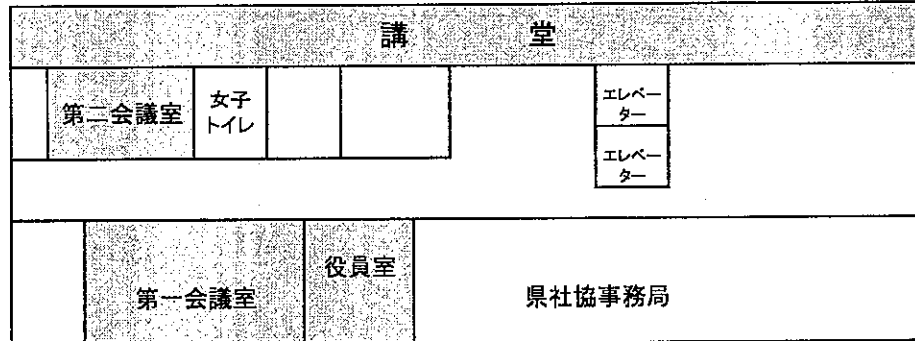 講　堂
第二会議室
女子
トイレ
エレベー
ター
エレベー
ター
第一会議室
役員室
県社協事務局